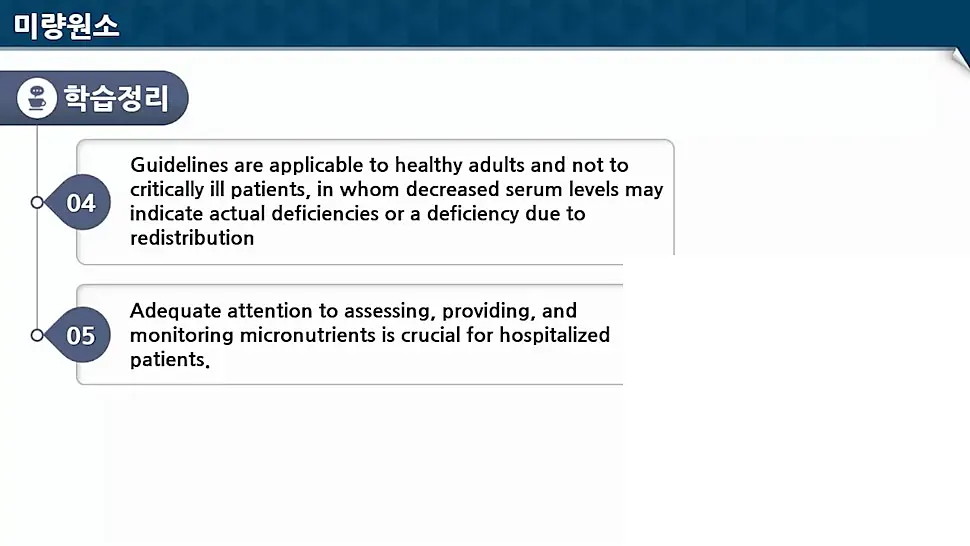 미량원소
학습정리
04
Guidelines are applicable to healthy adults and not to
critically ill patients, in whom decreased serum levels may
indicate actual deficiencies or a deficiency due to
redistribution
05
Adequate attention to assessing, providing, and
monitoring micronutrients is crucial for hospitalized
patients.